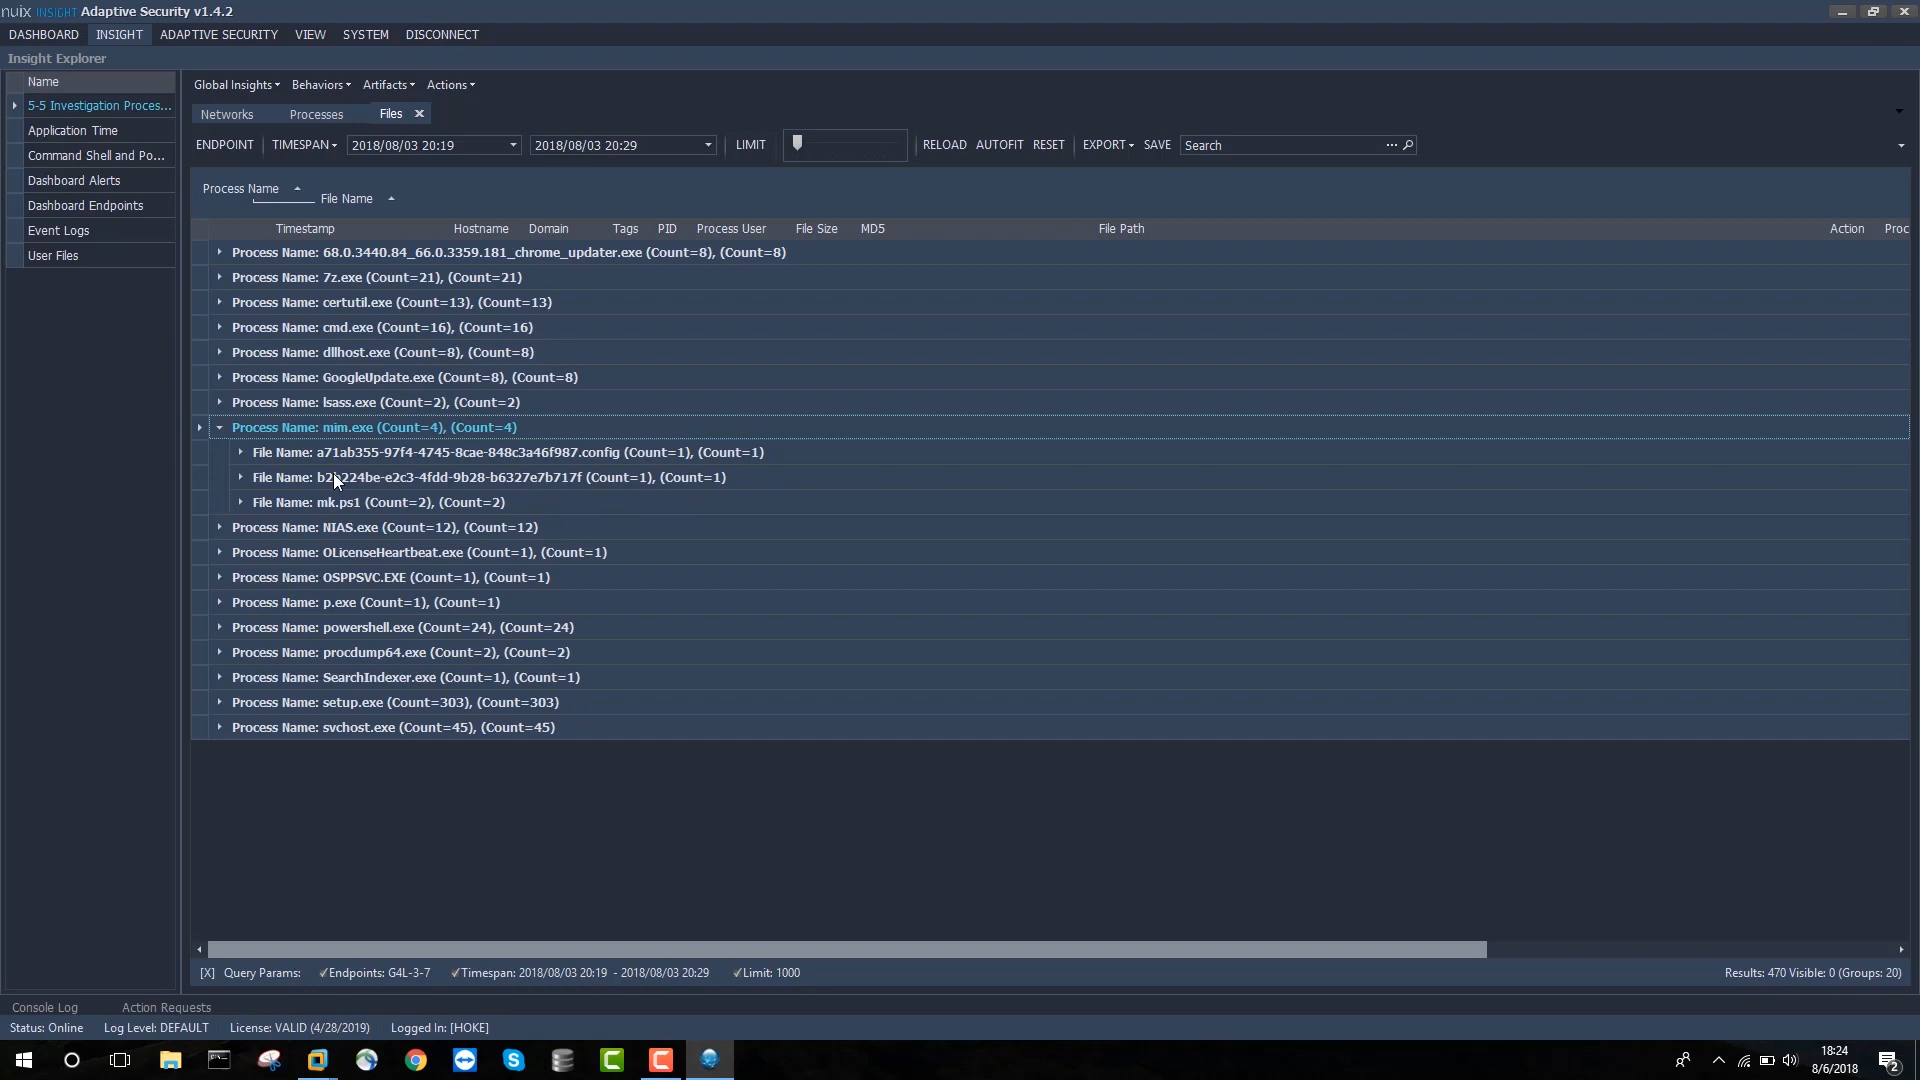 nuix INSIGHT Adaptive Security v1.4.2
DASHBOARD INSIGHT ADAPTIVE SECURITY VIEW SYSTEM DISCONNECT
Insight Explorer
Name
5-5 Investigation Proces...
Application Time
Command Shell and Po...
Dashboard Alerts
Dashboard Endpoints
Event Logs
User Files
Global Insights Behaviors Artifacts Actions
Networks Processes Files
ENDPOINT TIMESPAN 2018/08/03 20:19 2018/08/03 20:29 LIMIT RELOAD AUTOFIT RESET EXPORT SAVE Search
Process Name
File Name
Timestamp Hostname Domain Tags PID Process User File Size MD5 File Path Action Proc
Process Name: 68.0.3440.84_66.0.3359.181_chrome_updater.exe (Count=8), (Count=8)
Process Name: 7z.exe (Count=21), (Count=21)
Process Name: certutil.exe (Count=13), (Count=13)
Process Name: cmd.exe (Count=16), (Count=16)
Process Name: dllhost.exe (Count=8), (Count=8)
Process Name: GoogleUpdate.exe (Count=8), (Count=8)
Process Name: lsass.exe (Count=2), (Count=2)
Process Name: mim.exe (Count=4), (Count=4)
File Name: a71ab355-97f4-4745-8cae-848c3a46f987.config (Count=1), (Count=1)
File Name: (Count=1), (Count=1)
File Name: mk.ps1 (Count=2), (Count=2)
Process Name: NIAS.exe (Count=12), (Count=12)
Process Name: OLicenseHeartbeat.exe (Count=1), (Count=1)
Process Name: OSPPSVC.EXE (Count=1), (Count=1)
Process Name: p.exe (Count=1), (Count=1)
Process Name: powershell.exe (Count=24), (Count=24)
Process Name: procdump64.exe (Count=2), (Count=2)
Process Name: SearchIndexer.exe (Count=1), (Count=1)
Process Name: setup.exe (Count=303), (Count=303)
Process Name: svchost.exe (Count=45), (Count=45)
[X] Query Params: ✓Endpoints: G4L-3-7 ✓Timespan: 2018/08/03 20:19 - 2018/08/03 20:29 ✓Limit: 1000 Results: 470 Visible: 0 (Groups: 20)
Console Log Action Requests
Status: Online Log Level: DEFAULT License: VALID (4/28/2019) Logged In: [HOKE]
18:24
8/6/2018
2